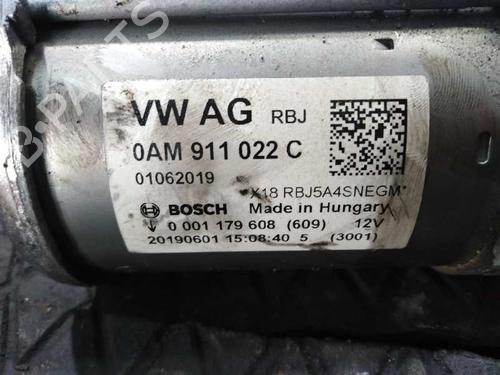 VW AG RBJ
0AM 911 022 C
01062019
*X18 RBJ5A4SNEGM*
BOSCH Made in Hungary
0 001 179 608 (609) 12V
20190601 15:08:40 5 (3001)
B-PARTS